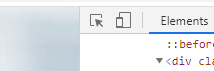 Elements
::befor
<div cla